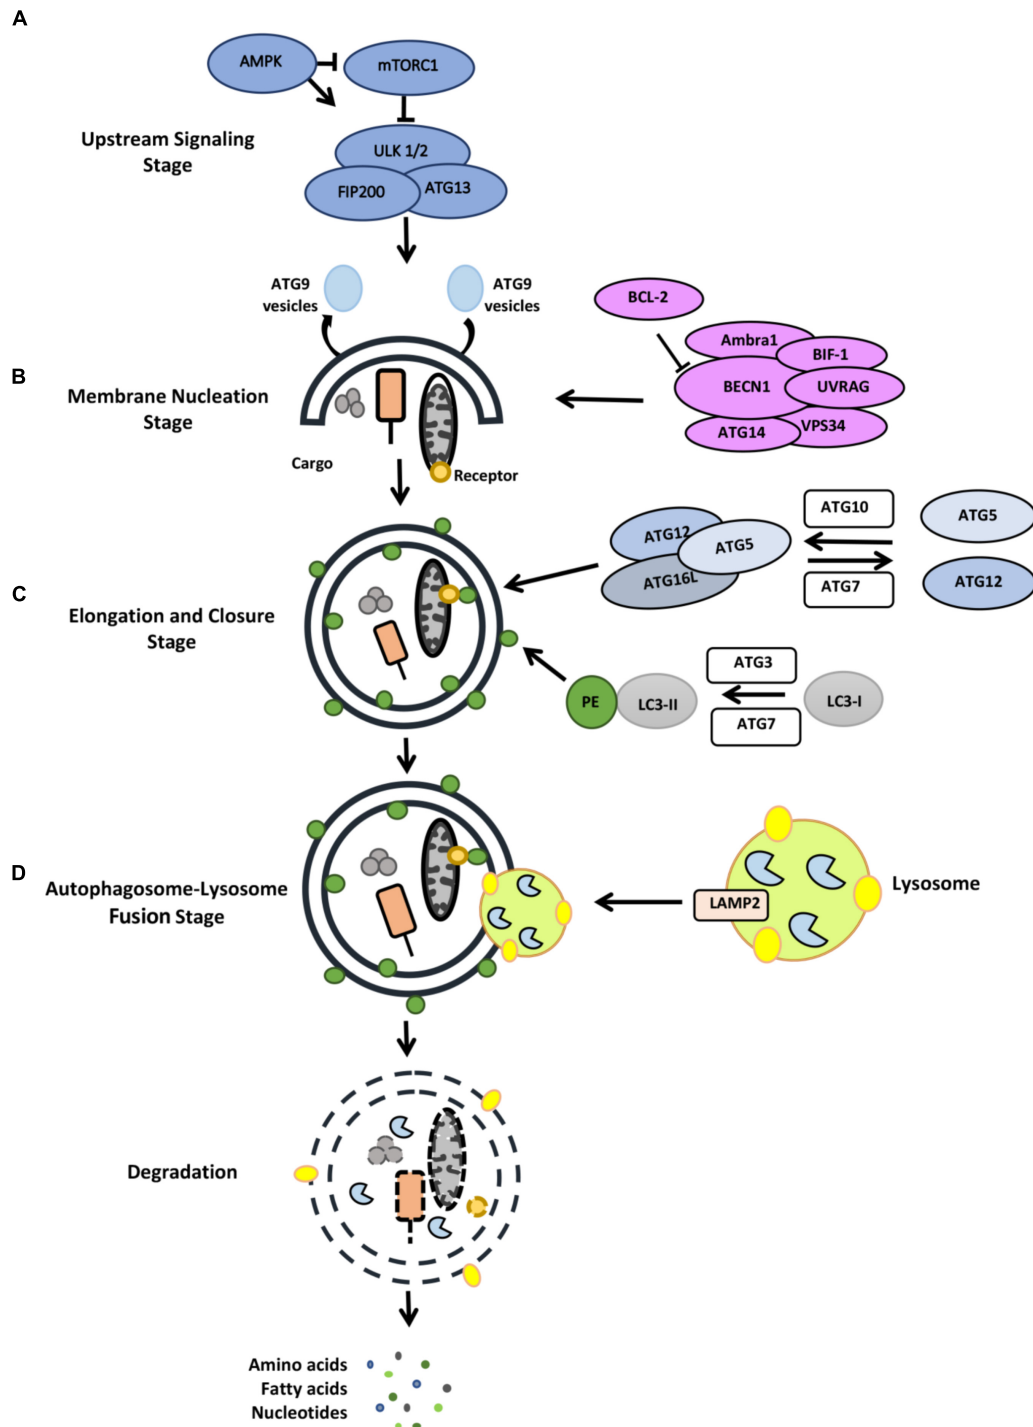 A
AMPK
mTORC1
Upstream Signaling
Stage
ULK 1/2
FIP200
ATG13
ATG9
vesicles
ATG9
vesicles
BCL-2
Ambra1
BIF-1
BECN1
UVRAG
ATG14
VPS34
B
Membrane Nucleation
Stage
Cargo
Receptor
C
Elongation and Closure
Stage
ATG12
ATG5
ATG16L
ATG10
ATG7
ATG5
ATG12
PE
LC3-II
ATG3
ATG7
LC3-I
D
Autophagosome-Lysosome
Fusion Stage
LAMP2
Lysosome
Degradation
Amino acids
Fatty acids
Nucleotides